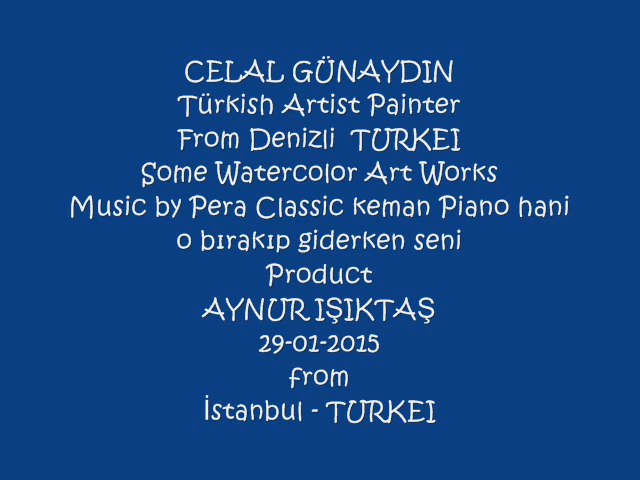 CELAL GÜNAYDIN
Türkish Artist Painter
From Denizli TURKEI
Some Watercolor Art Works
Music by Pera Classic keman Piano hani
o bırakıp giderken seni
Product
AYNUR IŞIKTAŞ
29-01-2015
from
İstanbul - TURKEI